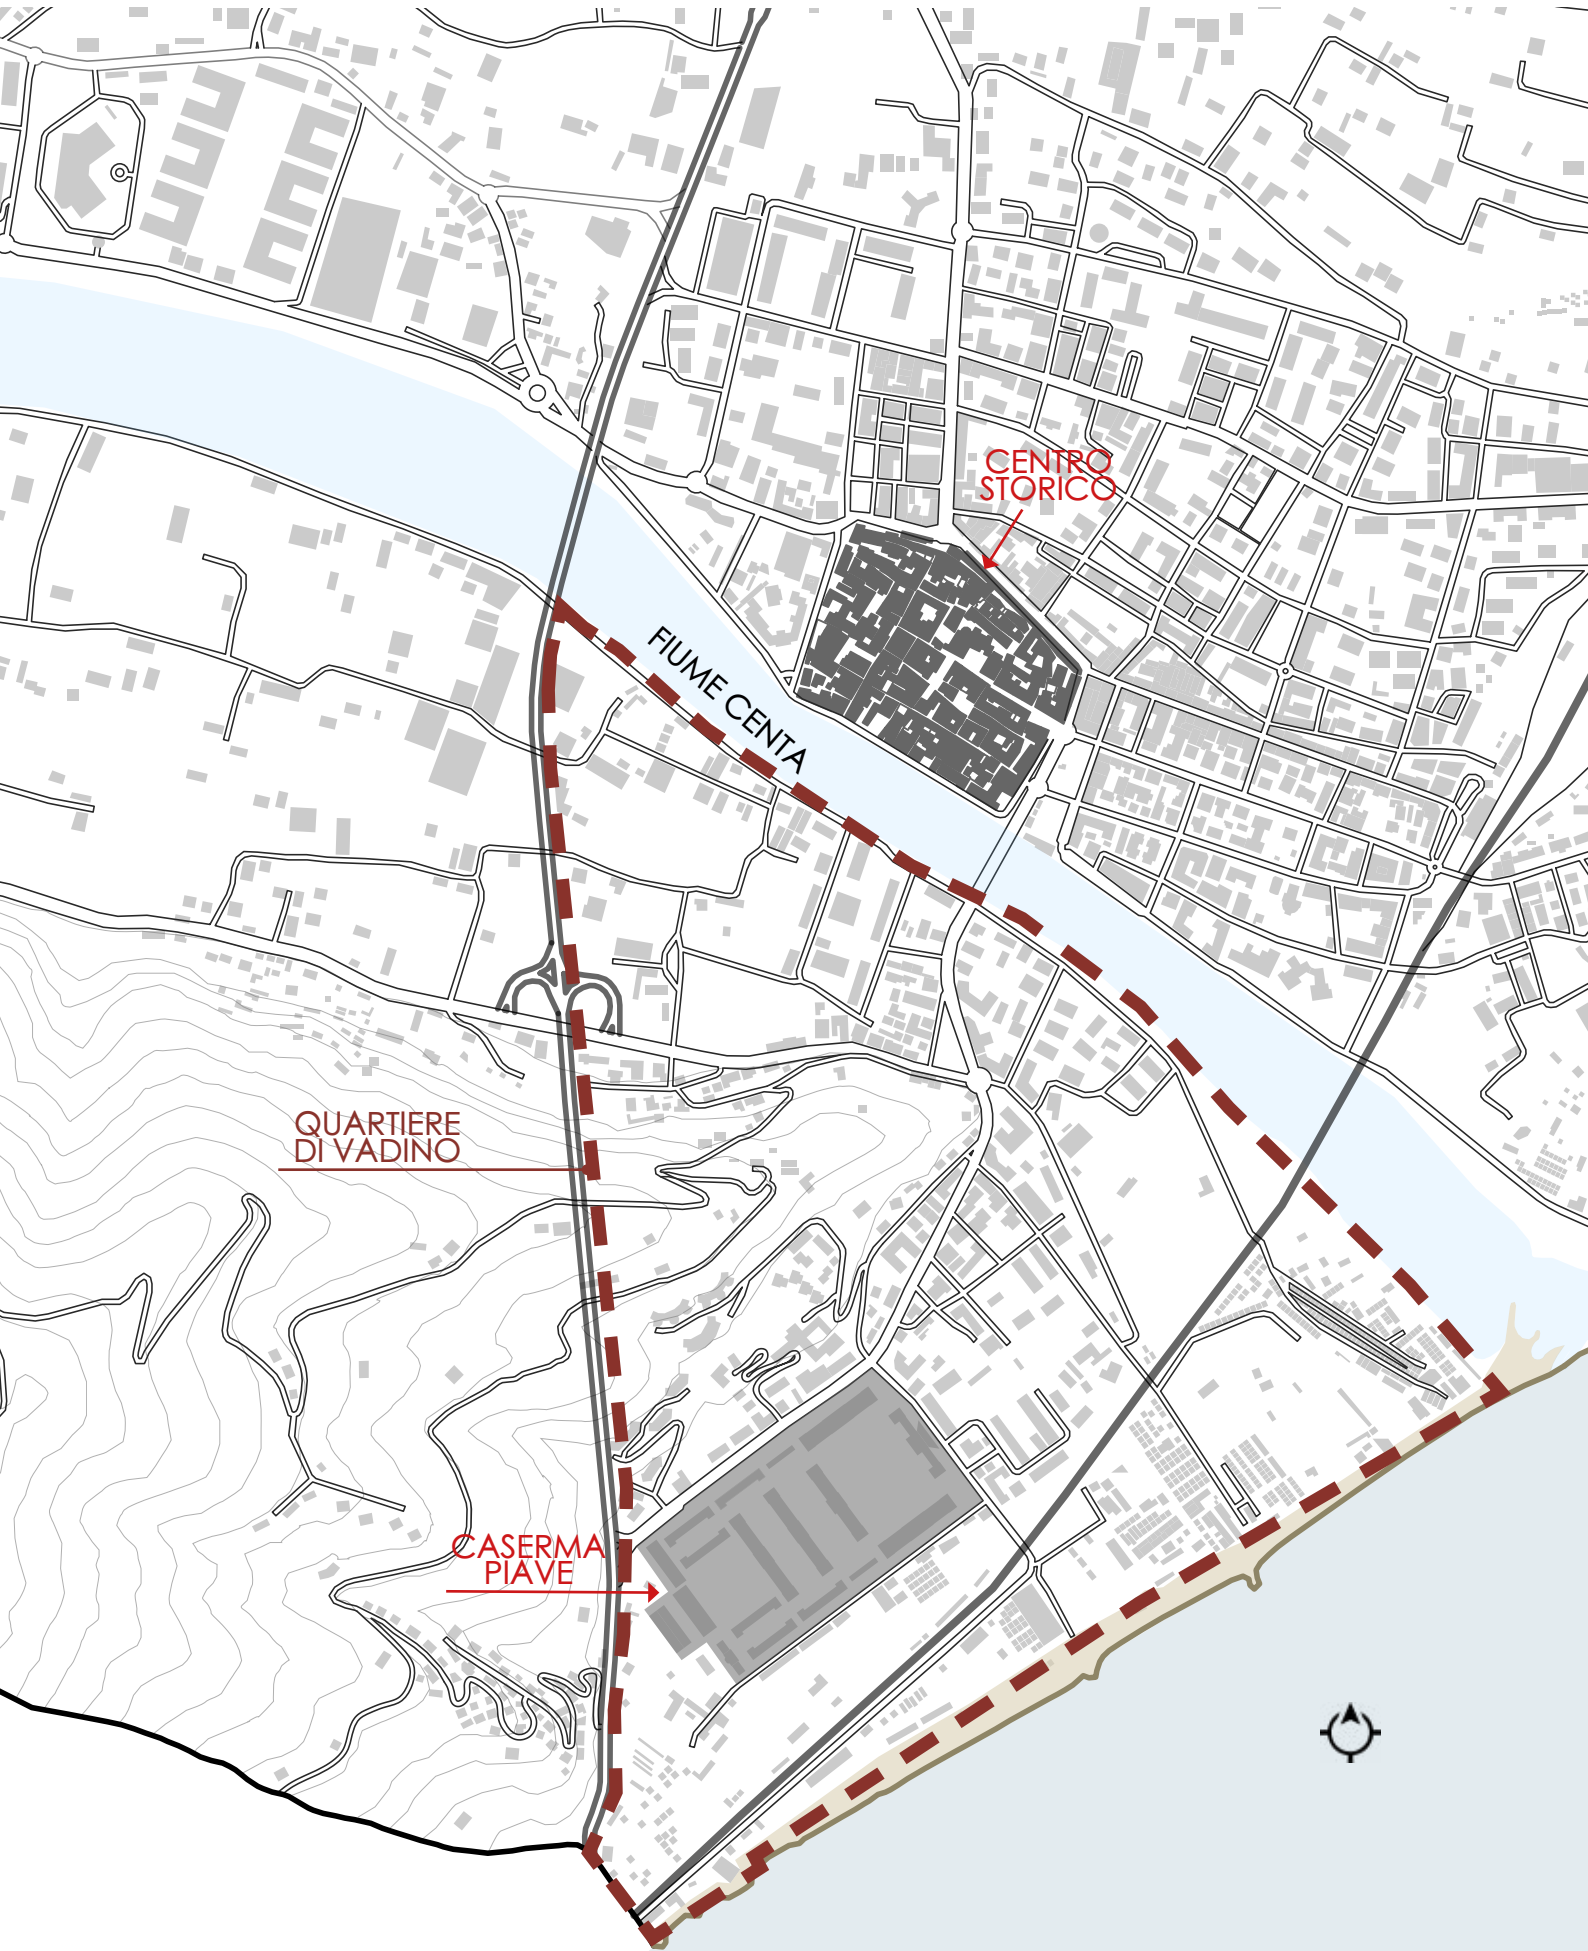 CENTRO
STORICO
FIUME CENTA
QUARTIERE
DI VADINO
CASERMA
PIAVE